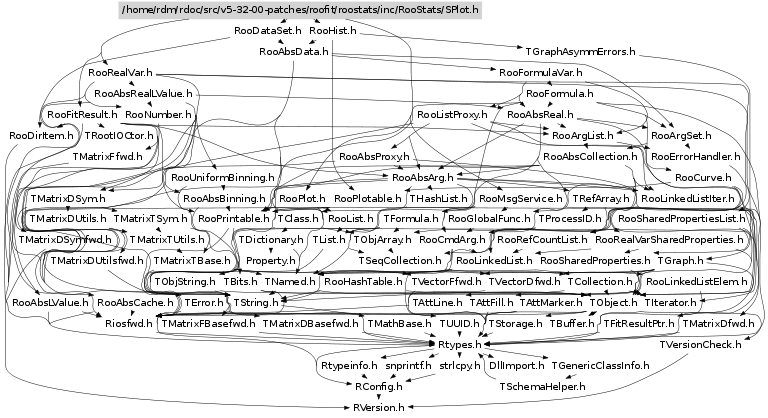 /home/rdm/rdoc/src/v5-32-00-patches/roofit/roostats/inc/RooStats/SPlot.h
RooDataSet.h RooHist.h
RooAbsData.h TGraphAsymmErrors.h
RooRealVar.h RooFormulaVar.h
RooAbsRealLValue.h RooFormula.h
RooFitResult.h RooNumber.h RooListProxy.h RooAbsReal.h
RooDirItem.h TRootIOCtor.h RooArgList.h RooArgSet.h
TMatrixFfwd.h RooAbsProxy.h RooAbsCollection.h RooErrorHandler.h
RooUniformBinning.h RooAbsArg.h RooCurve.h
TMatrixDSym.h RooAbsBinning.h RooPlot.h RooPlotable.h THashList.h RooMsgService.h TRefArray.h RooLinkedListIter.h
TMatrixDUtils.h TMatrixTSym.h RooPrintable.h TClass.h RooList.h TFormula.h RooGlobalFunc.h TProcessID.h RooSharedPropertiesList.h
TMatrixDSymfwd.h TMatrixTUtils.h TDictionary.h TList.h TObjArray.h RooCmdArg.h RooRefCountList.h RooRealVarSharedProperties.h
TMatrixDUtilsfwd.h TMatrixTBase.h Property.h TSeqCollection.h RooLinkedList.h RooSharedProperties.h TGraph.h
TObjString.h TBits.h TNamed.h RooHashTable.h TVectorFfwd.h TVectorDfwd.h TCollection.h RooLinkedListElem.h
RooAbsLValue.h RooAbsCache.h TError.h TString.h TAttLine.h TAttFill.h TAttMarker.h TObject.h TIterator.h
Riosfwd.h TMatrixFBasefwd.h TMatrixDBasefwd.h TMathBase.h TUUID.h TStorage.h TBuffer.h TFitResultPtr.h TMatrixDfwd.h
Rtypes.h TVersionCheck.h
Rtypeinfo.h snprintf.h strlcpy.h DllImport.h TGenericClassInfo.h
RConfig.h TSchemaHelper.h
RVersion.h